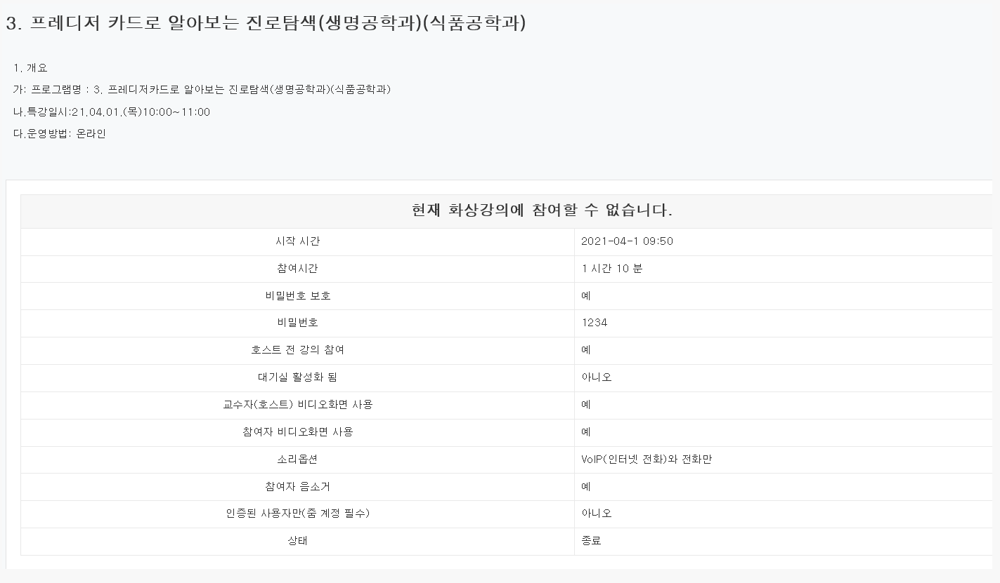 3. 프레디저 카드로 알아보는 진로탐색(생명공학과)(식품공학과)
1. 개요
가: 프로그램명 : 3. 프레디저카드로 알아보는 진로탐색(생명공학과)(식품공학과)
나.특강일시:21.04.01.(목)10:00~11:00
다.운영방법: 온라인
현재 화상강의에 참여할 수 없습니다.
시작 시간 2021-04-1 09:50
참여시간 1 시간 10 분
비밀번호 보호 예
비밀번호 1234
호스트 전 강의 참여 예
대기실 활성화 됨 아니오
교수자(호스트) 비디오화면 사용 예
참여자 비디오화면 사용 예
소리옵션 VoIP(인터넷 전화)와 전화만
참여자 음소거 예
인증된 사용자만(줌 계정 필수) 아니오
상태 종료